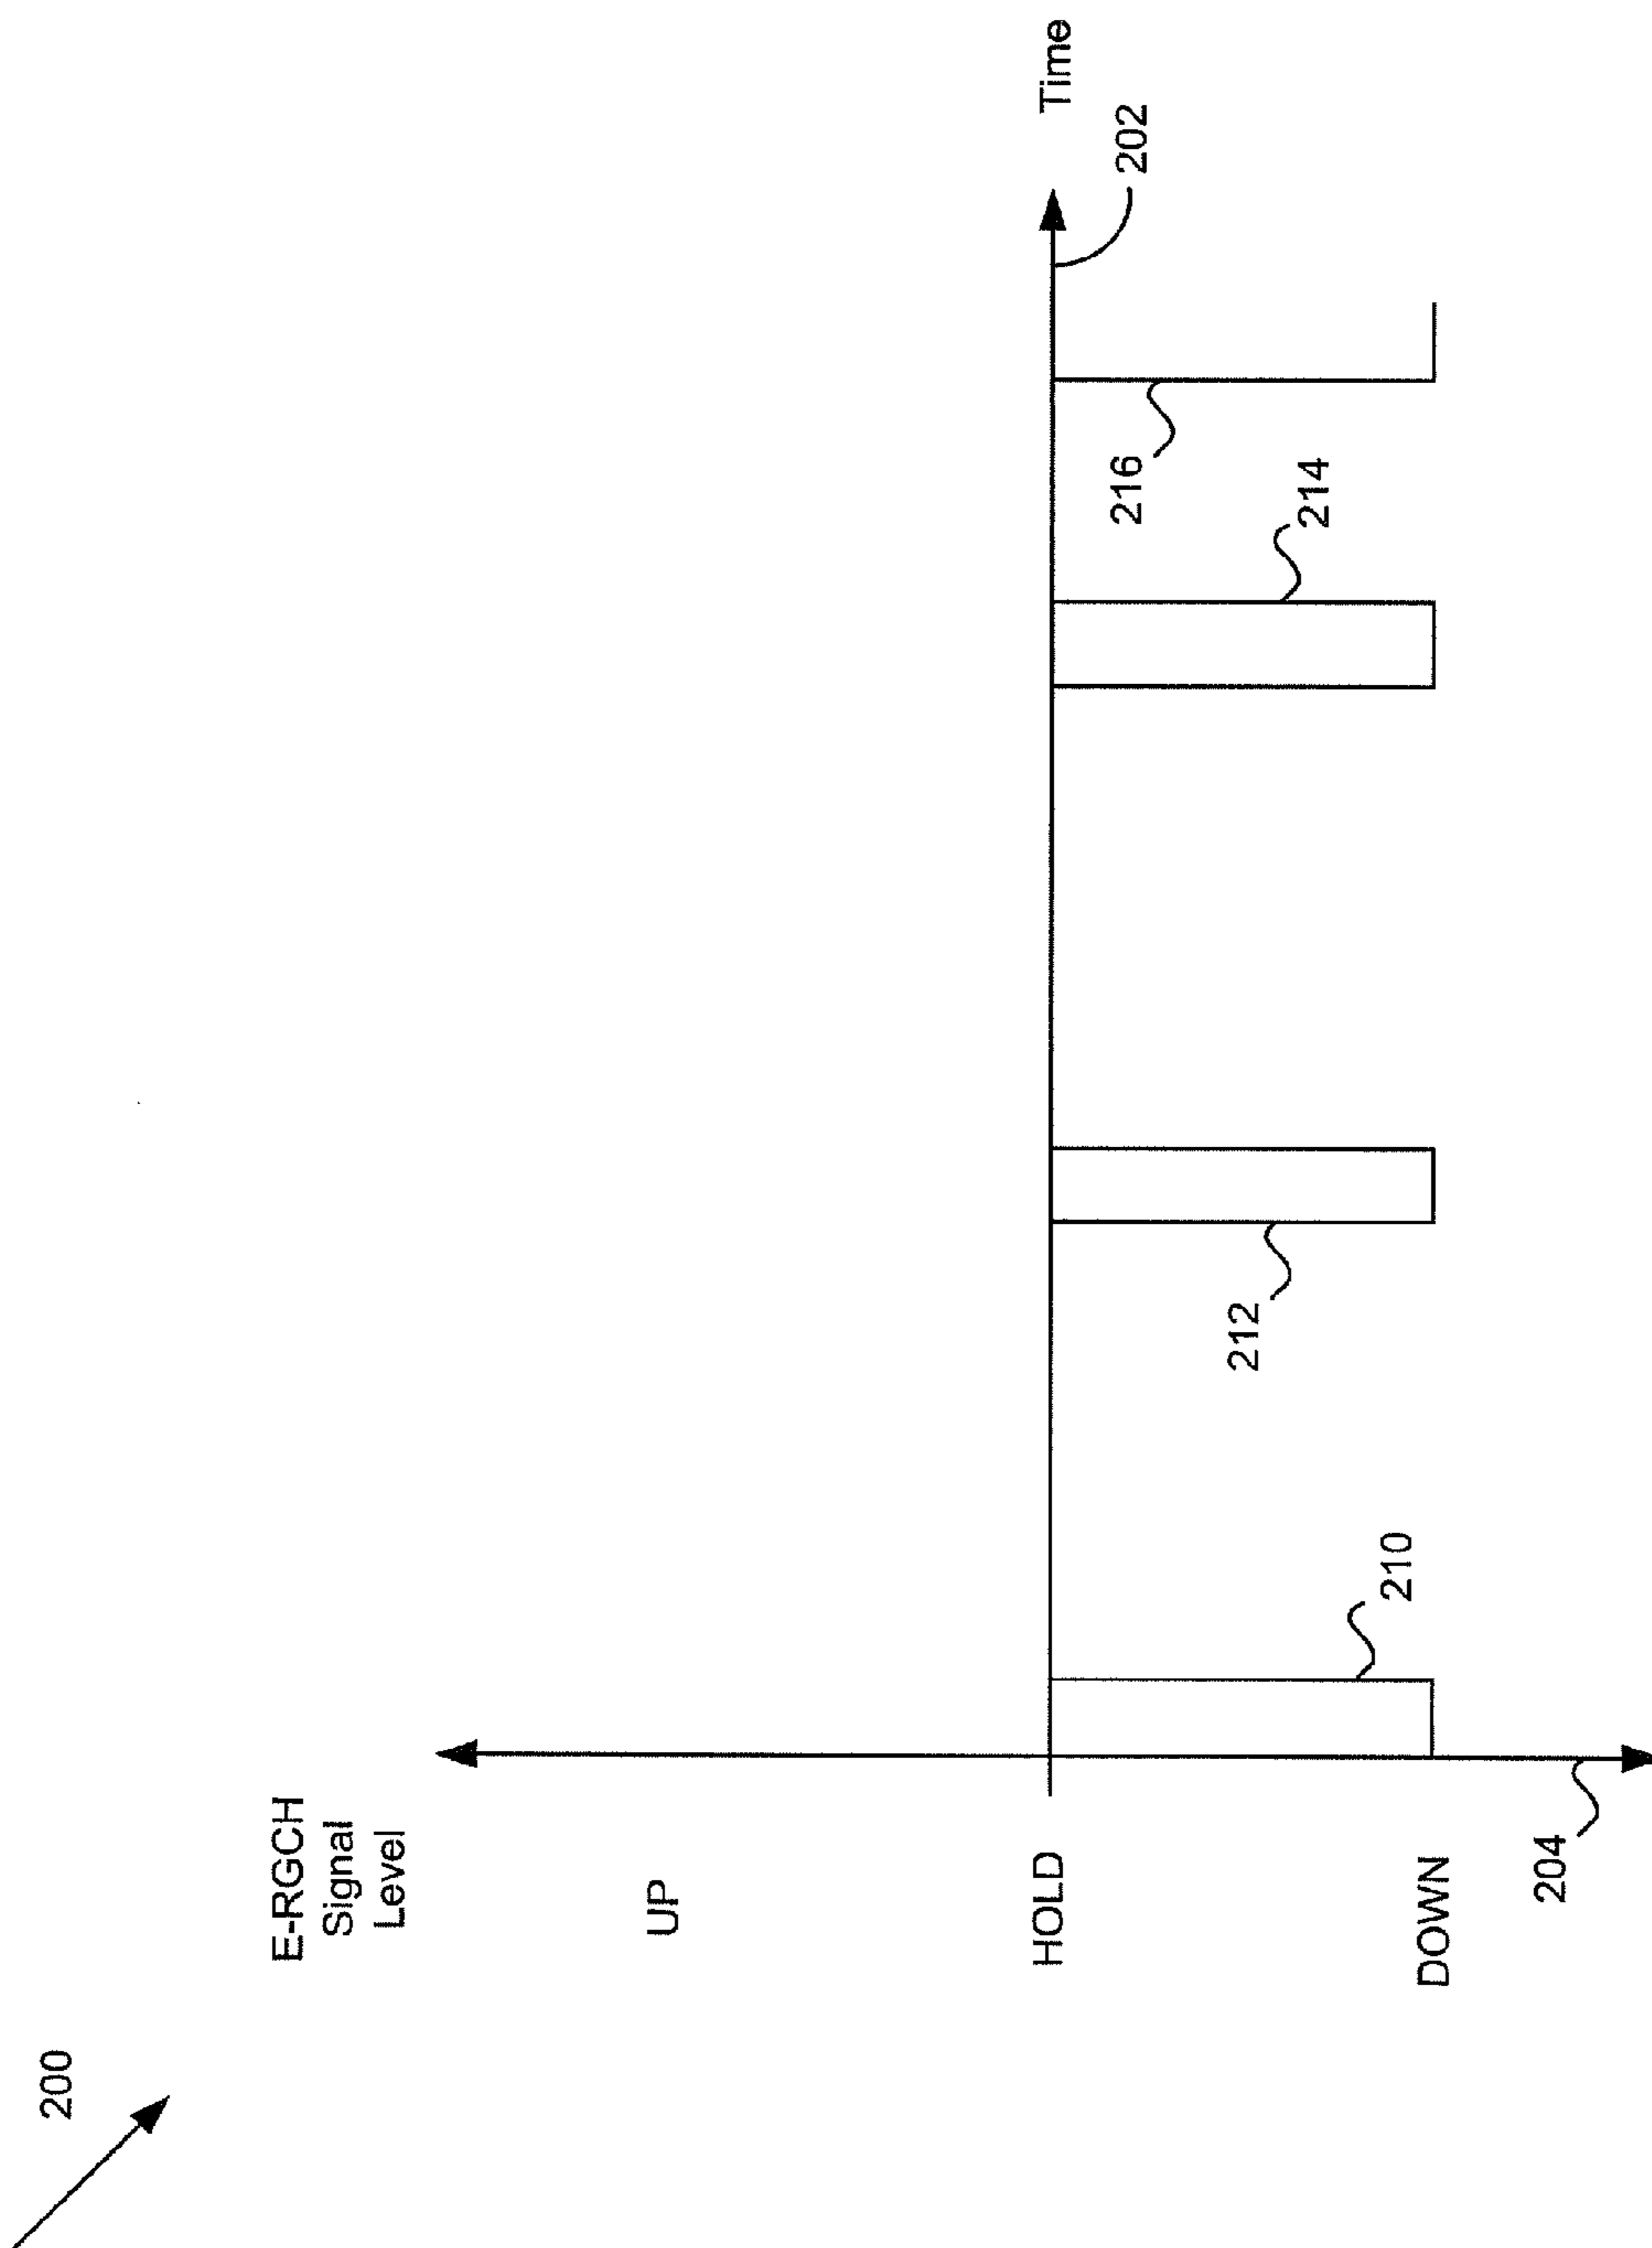 200
E-RGCH
Signal
Level
UP
HOLD
DOWN
204
210
212
214
216
202
Time